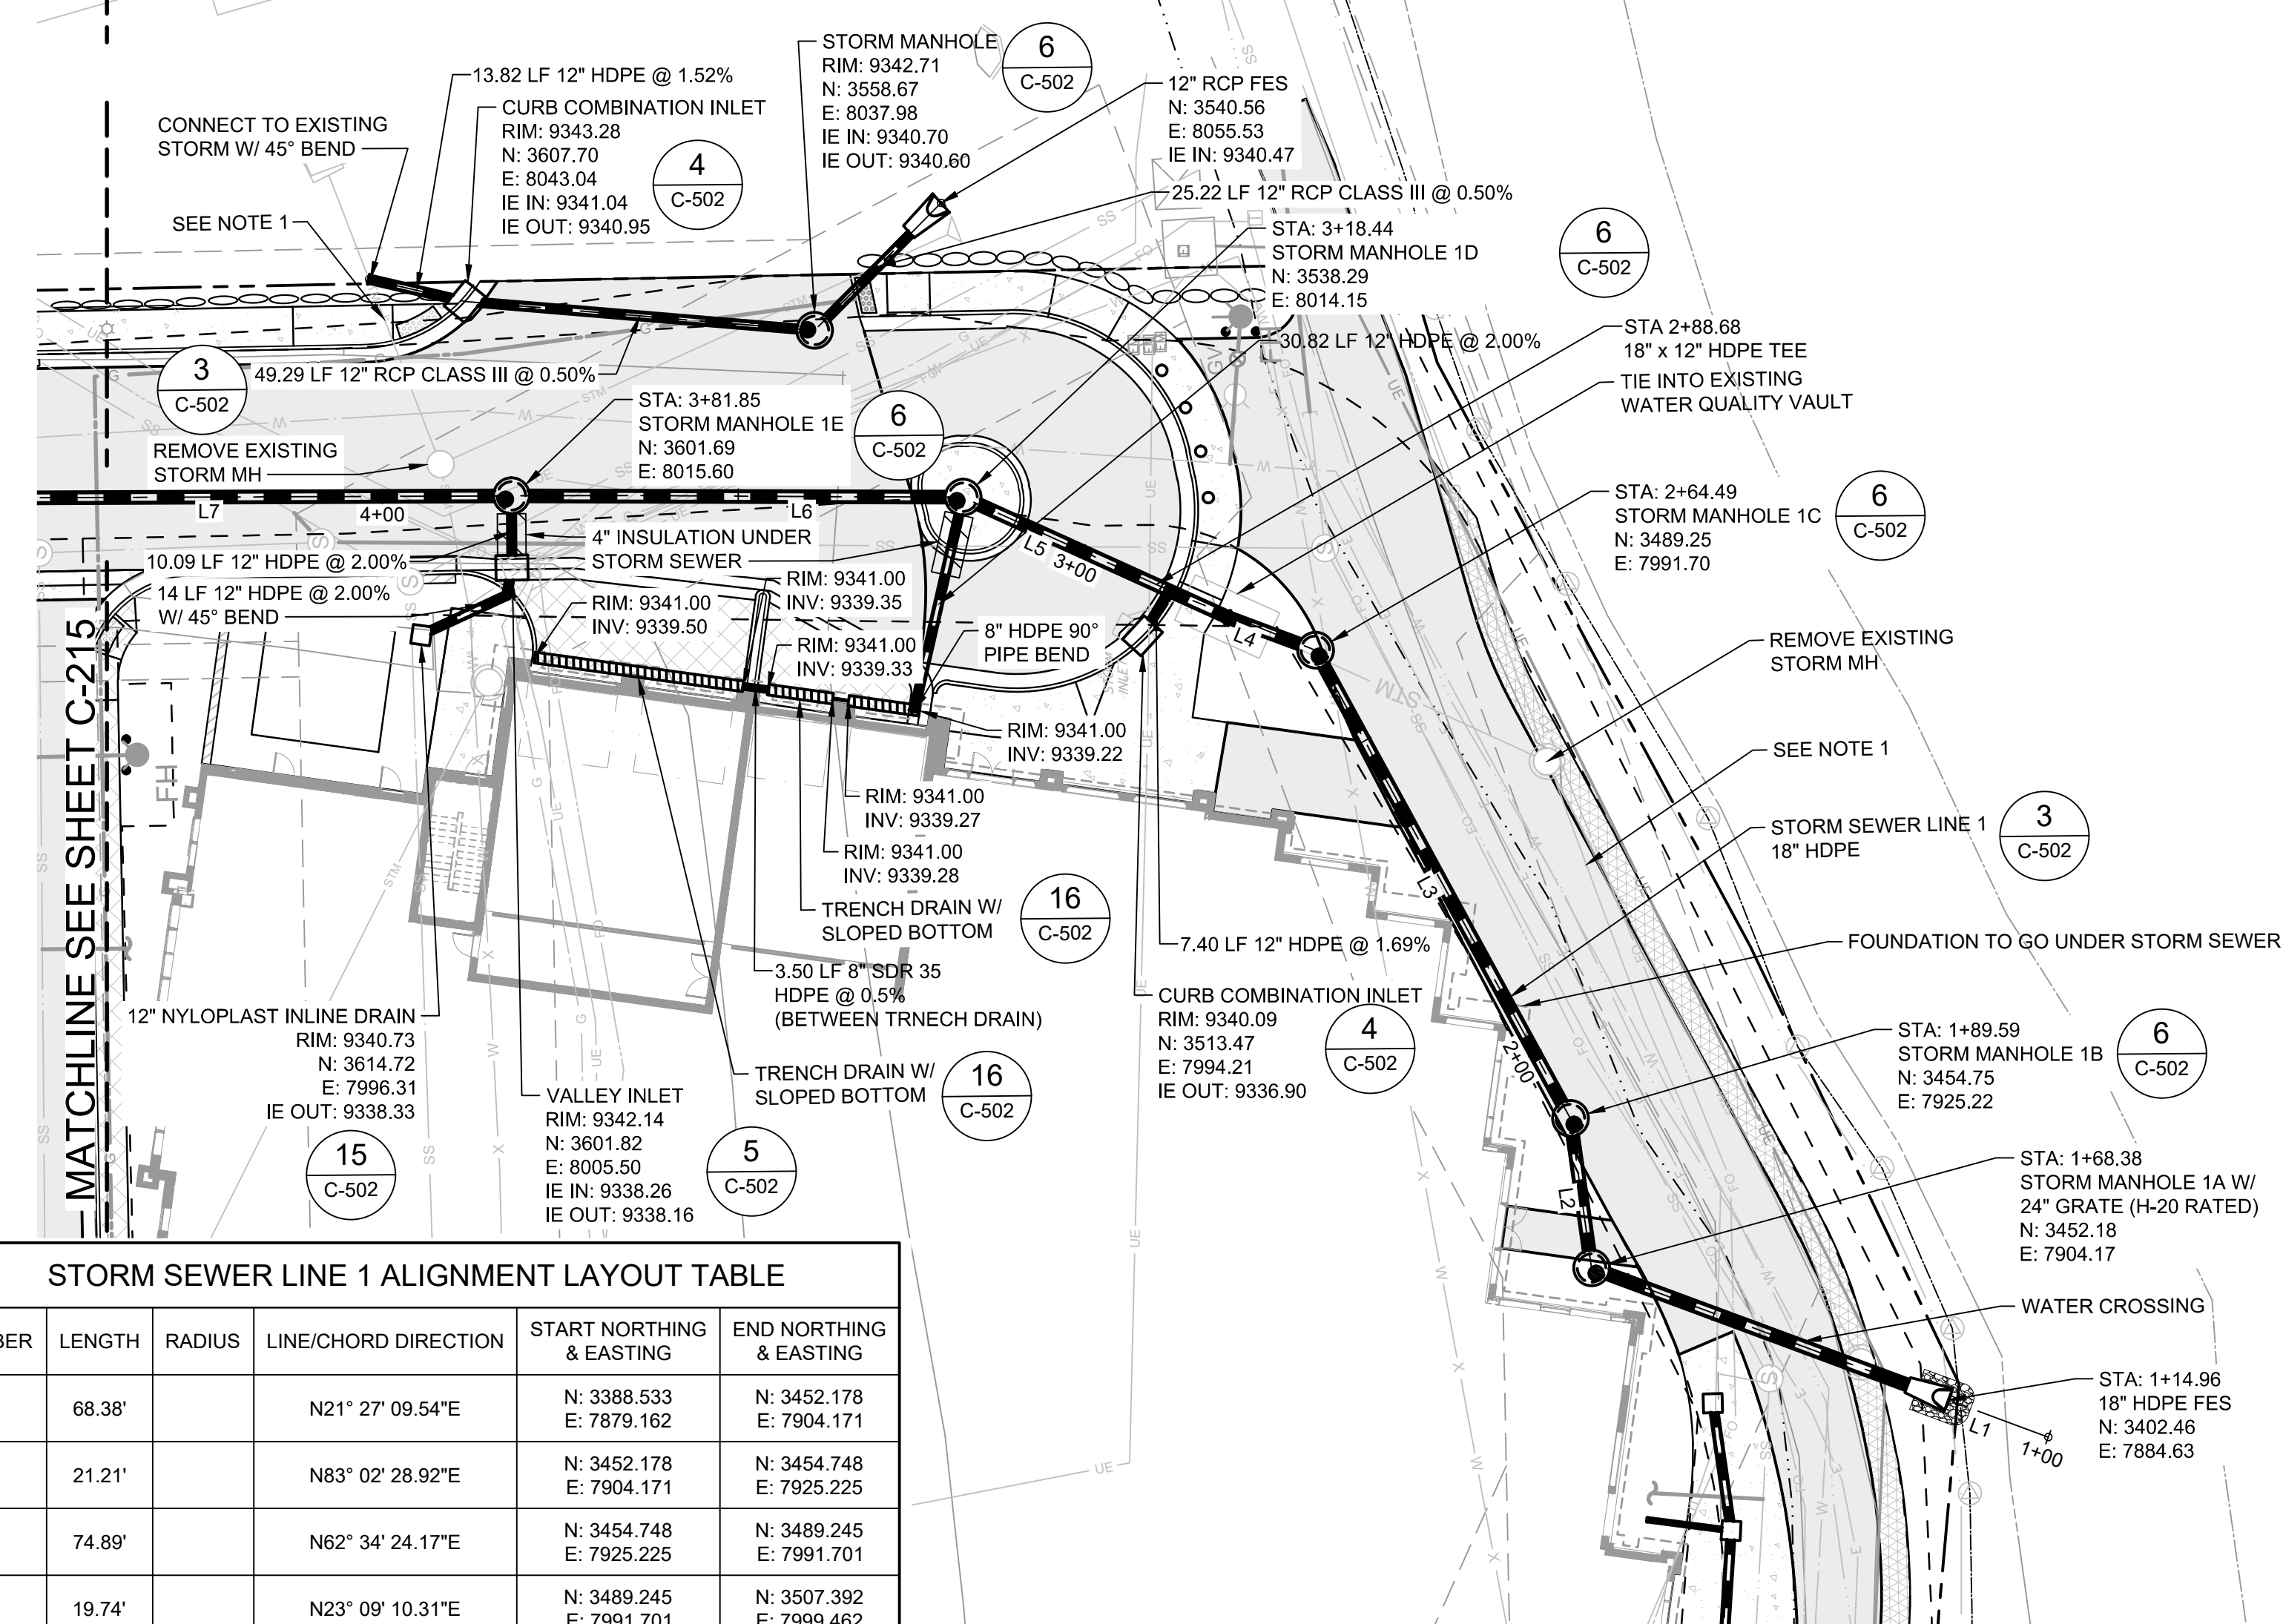 13.82 LF 12" HDPE @ 1.52%
CONNECT TO EXISTING
STORM W/ 45° BEND
SEE NOTE 1
CURB COMBINATION INLET
RIM: 9343.28
N: 3607.70
E: 8043.04
IE IN: 9341.04
IE OUT: 9340.95
4
C-502
STORM MANHOLE
RIM: 9342.71
N: 3558.67
E: 8037.98
IE IN: 9340.70
IE OUT: 9340.60
6
C-502
12" RCP FES
N: 3540.56
E: 8055.53
IE IN: 9340.47
25.22 LF 12" RCP CLASS III @ 0.50%
STA: 3+18.44
STORM MANHOLE 1D
N: 3538.29
E: 8014.15
6
C-502
30.82 LF 12" HDPE @ 2.00%
STA 2+88.68
18" x 12" HDPE TEE
TIE INTO EXISTING
WATER QUALITY VAULT
3
C-502
49.29 LF 12" RCP CLASS III @ 0.50%
REMOVE EXISTING
STORM MH
STA: 3+81.85
STORM MANHOLE 1E
N: 3601.69
E: 8015.60
6
C-502
STA: 2+64.49
STORM MANHOLE 1C
N: 3489.25
E: 7991.70
6
C-502
L7
4+00
L6
L5
3+00
L4
10.09 LF 12" HDPE @ 2.00%
14 LF 12" HDPE @ 2.00%
W/ 45° BEND
4" INSULATION UNDER
STORM SEWER
RIM: 9341.00
INV: 9339.50
RIM: 9341.00
INV: 9339.35
RIM: 9341.00
INV: 9339.33
8" HDPE 90°
PIPE BEND
RIM: 9341.00
INV: 9339.22
RIM: 9341.00
INV: 9339.27
RIM: 9341.00
INV: 9339.28
REMOVE EXISTING
STORM MH
SEE NOTE 1
STORM SEWER LINE 1
18" HDPE
3
C-502
FOUNDATION TO GO UNDER STORM SEWER
MATCHLINE SEE SHEET C-215
FH
GV
STM
L3
2+00
L2
TRENCH DRAIN W/
SLOPED BOTTOM
16
C-502
7.40 LF 12" HDPE @ 1.69%
3.50 LF 8" SDR 35
HDPE @ 0.5%
(BETWEEN TRNECH DRAIN)
CURB COMBINATION INLET
RIM: 9340.09
N: 3513.47
E: 7994.21
IE OUT: 9336.90
4
C-502
12" NYLOPLAST INLINE DRAIN
RIM: 9340.73
N: 3614.72
E: 7996.31
IE OUT: 9338.33
15
C-502
VALLEY INLET
RIM: 9342.14
N: 3601.82
E: 8005.50
IE IN: 9338.26
IE OUT: 9338.16
5
C-502
TRENCH DRAIN W/
SLOPED BOTTOM
16
C-502
STA: 1+89.59
STORM MANHOLE 1B
N: 3454.75
E: 7925.22
6
C-502
STA: 1+68.38
STORM MANHOLE 1A W/
24" GRATE (H-20 RATED)
N: 3452.18
E: 7904.17
WATER CROSSING
STA: 1+14.96
18" HDPE FES
N: 3402.46
E: 7884.63
L1
1+00
STORM SEWER LINE 1 ALIGNMENT LAYOUT TABLE
BER LENGTH RADIUS LINE/CHORD DIRECTION START NORTHING & EASTING END NORTHING & EASTING
68.38' N21° 27' 09.54"E N: 3388.533 E: 7879.162 N: 3452.178 E: 7904.171
21.21' N83° 02' 28.92"E N: 3452.178 E: 7904.171 N: 3454.748 E: 7925.225
74.89' N62° 34' 24.17"E N: 3454.748 E: 7925.225 N: 3489.245 E: 7991.701
19.74' N23° 09' 10.31"E N: 3489.245 E: 7991.701 N: 3507.392 E: 7999.462